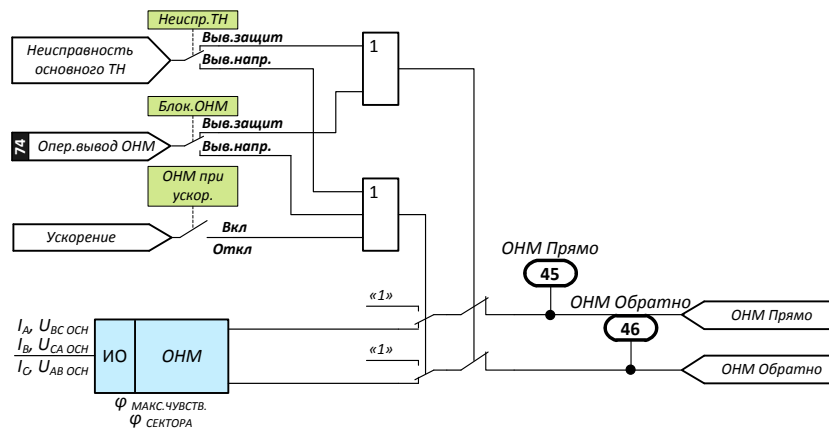 Неиспр.ТН
Неисправность
основного ТН
Выв.защит
Выв.напр.
1
Блок.ОНМ
74
Опер.вывод ОНМ
Выв.защит
Выв.напр.
ОНМ при
ускор.
1
Ускорение
Вкл
Откл
ОНМ Прямо
45
«1»
ОНМ Прямо
ОНМ Обратно
46
«1»
ОНМ Обратно
IA, UBC ОСН
IB, UCA ОСН
IC, UAB ОСН
ИО
ОНМ
φ МАКС.ЧУВСТВ.
φ СЕКТОРА